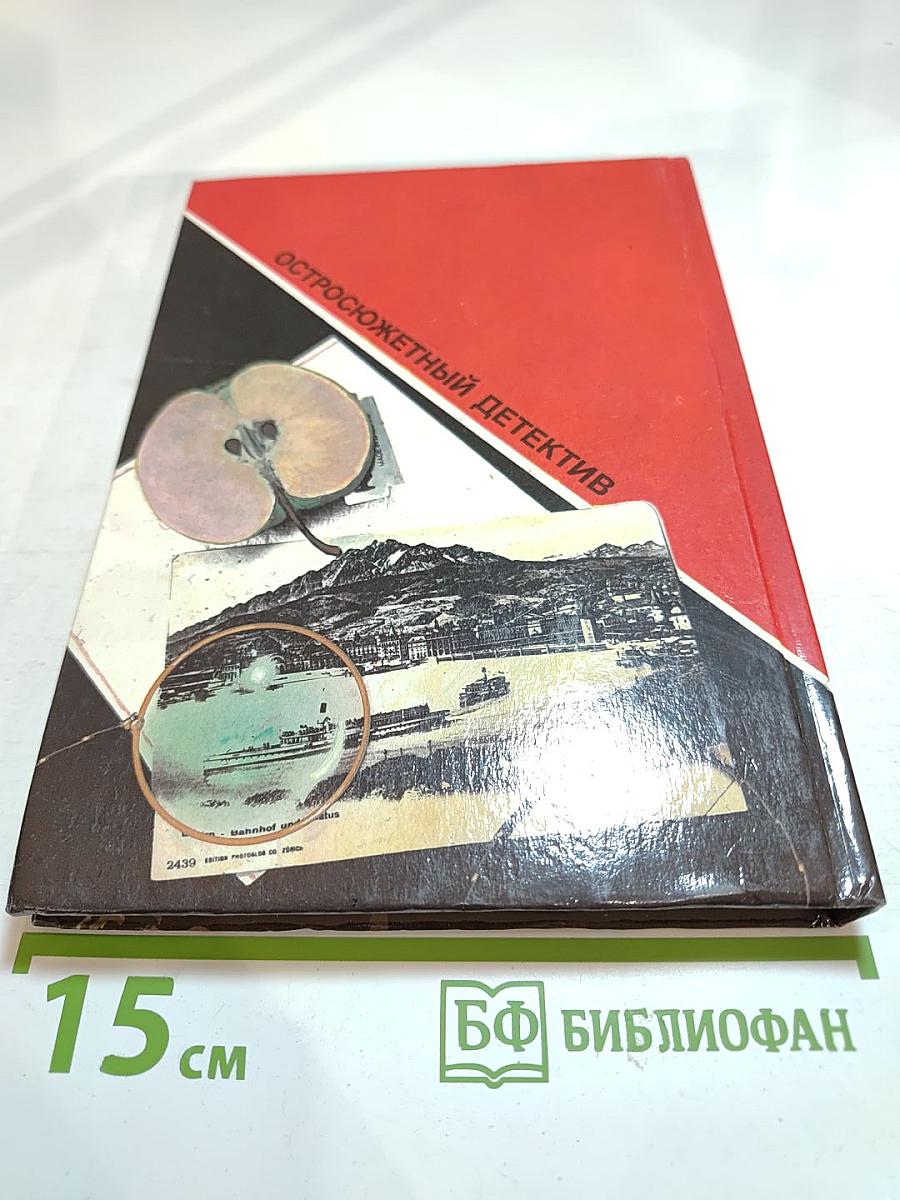 ОСТРОСЮЖЕТНЫЙ ДЕТЕКТИВ
Bahnhof und
2439 EDITION PHOTOGLOB CO. ZÜRICH
15 см
БФ БИБЛИОФАН